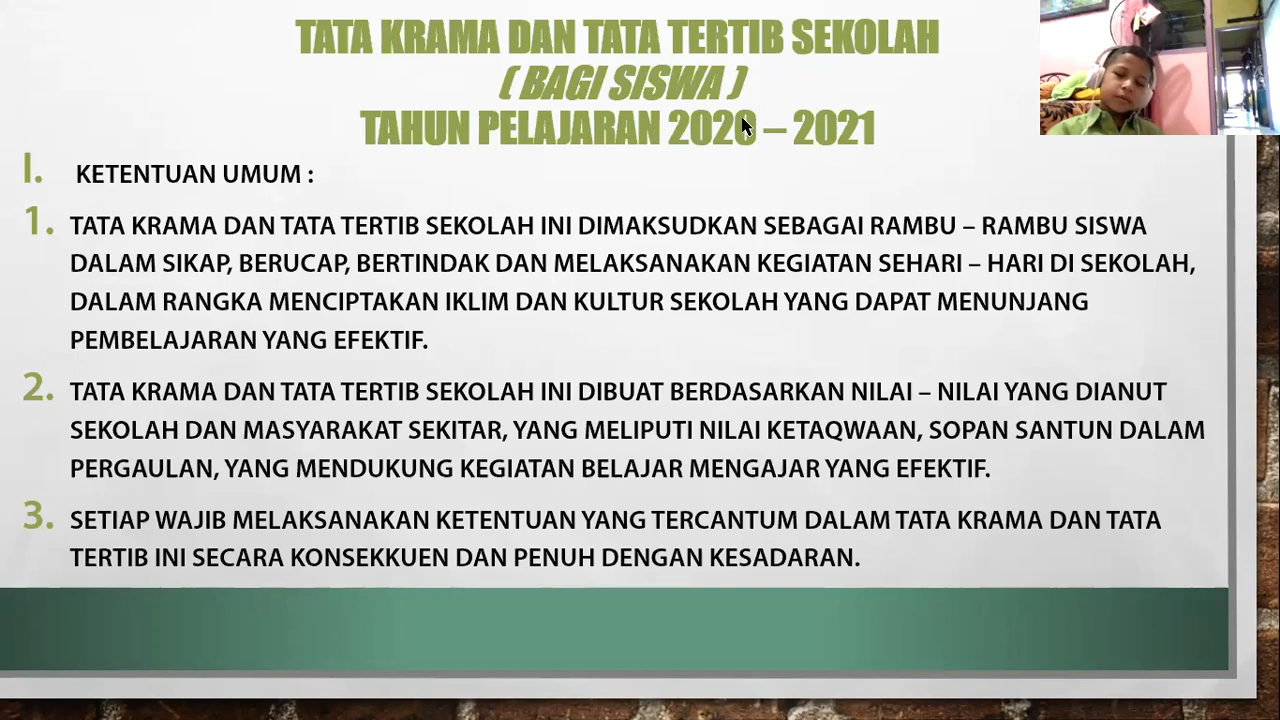 TATA KRAMA DAN TATA TERTIB SEKOLAH
( BAGI SISWA )
TAHUN PELAJARAN 2020 – 2021
I. KETENTUAN UMUM :
1. TATA KRAMA DAN TATA TERTIB SEKOLAH INI DIMAKSUDKAN SEBAGAI RAMBU – RAMBU SISWA
DALAM SIKAP, BERUCAP, BERTINDAK DAN MELAKSANAKAN KEGIATAN SEHARI – HARI DI SEKOLAH,
DALAM RANGKA MENCIPTAKAN IKLIM DAN KULTUR SEKOLAH YANG DAPAT MENUNJANG
PEMBELAJARAN YANG EFEKTIF.
2. TATA KRAMA DAN TATA TERTIB SEKOLAH INI DIBUAT BERDASARKAN NILAI – NILAI YANG DIANUT
SEKOLAH DAN MASYARAKAT SEKITAR, YANG MELIPUTI NILAI KETAQWAAN, SOPAN SANTUN DALAM
PERGAULAN, YANG MENDUKUNG KEGIATAN BELAJAR MENGAJAR YANG EFEKTIF.
3. SETIAP WAJIB MELAKSANAKAN KETENTUAN YANG TERCANTUM DALAM TATA KRAMA DAN TATA
TERTIB INI SECARA KONSEKKUEN DAN PENUH DENGAN KESADARAN.